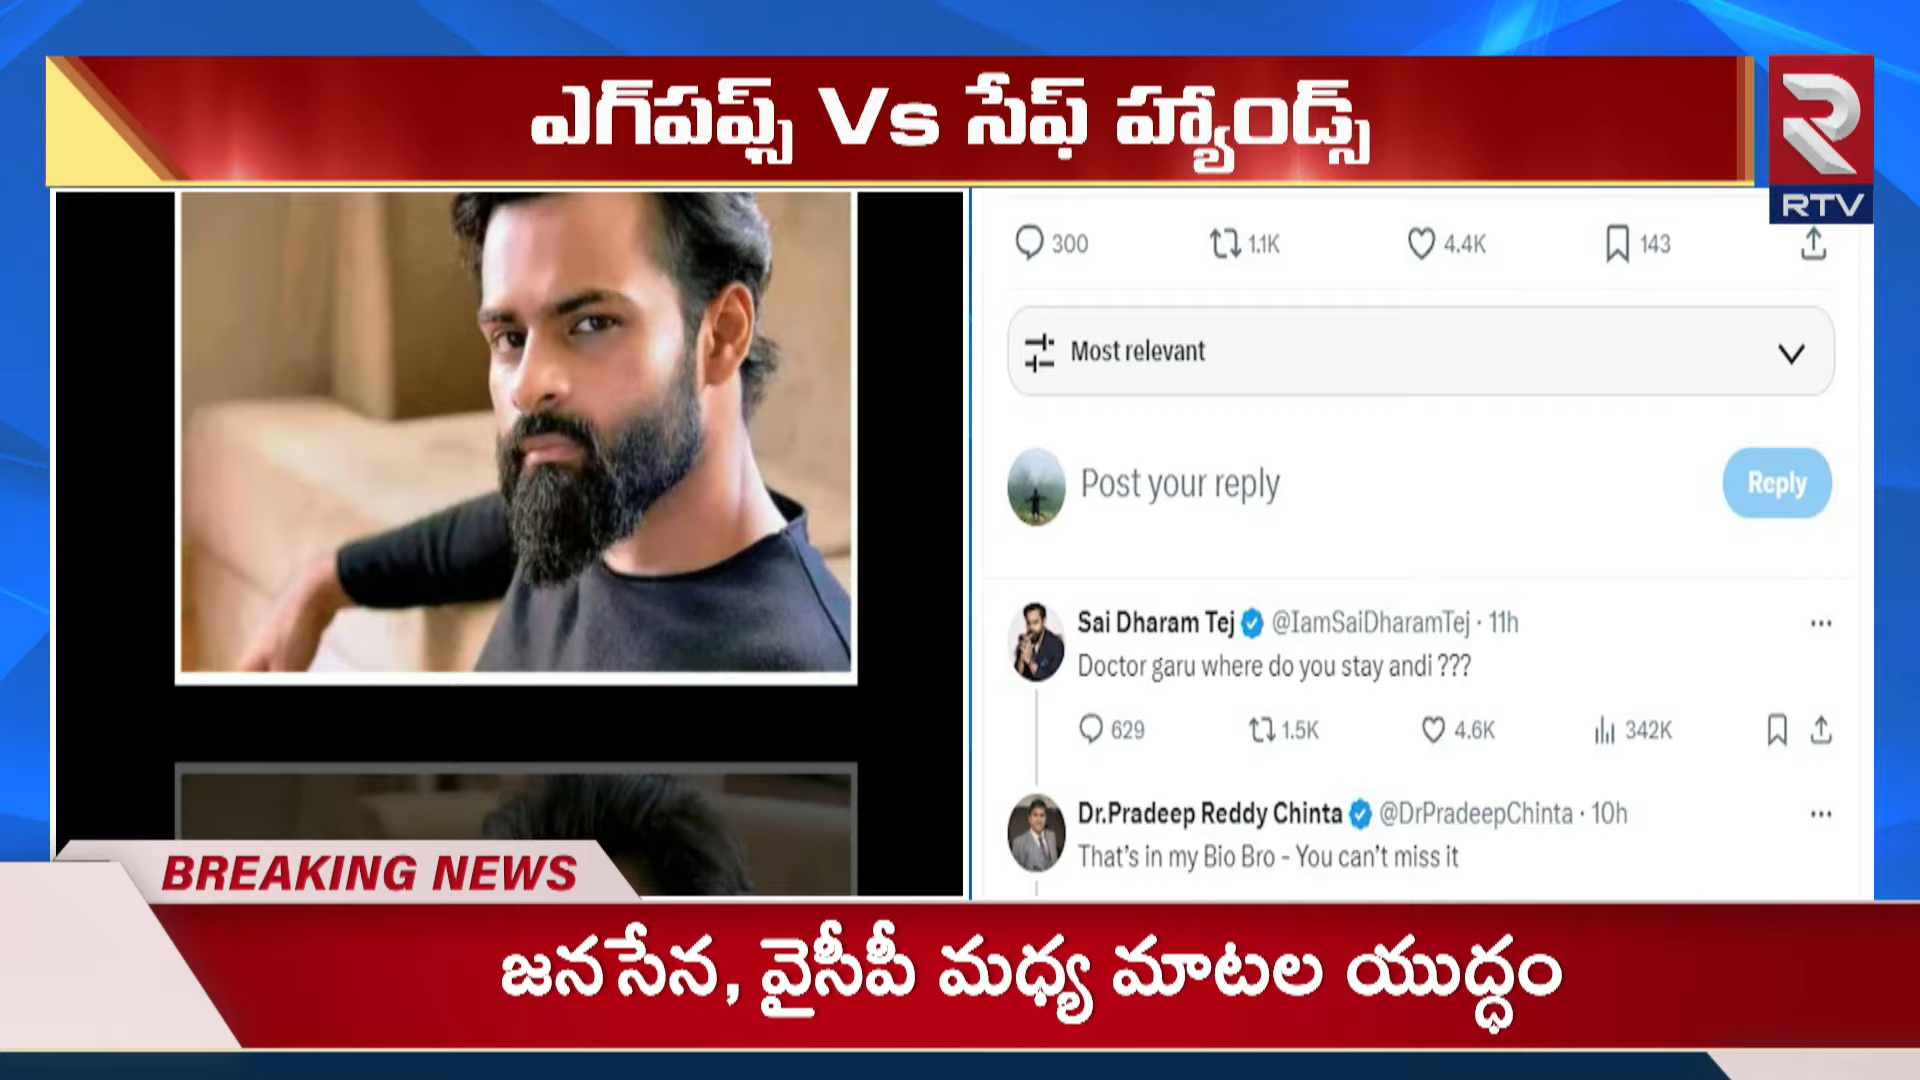 ఎగ్‌పఫ్స్ Vs సేఫ్ హ్యాండ్స్
RTV
300 1.1K 4.4K 143
Most relevant
Post your reply
Reply
Sai Dharam Tej @IamSaiDharamTej · 11h
Doctor garu where do you stay andi ???
629 1.5K 4.6K 342K
Dr.Pradeep Reddy Chinta @DrPradeepChinta · 10h
That's in my Bio Bro - You can't miss it
BREAKING NEWS
జనసేన, వైసీపీ మధ్య మాటల యుద్ధం